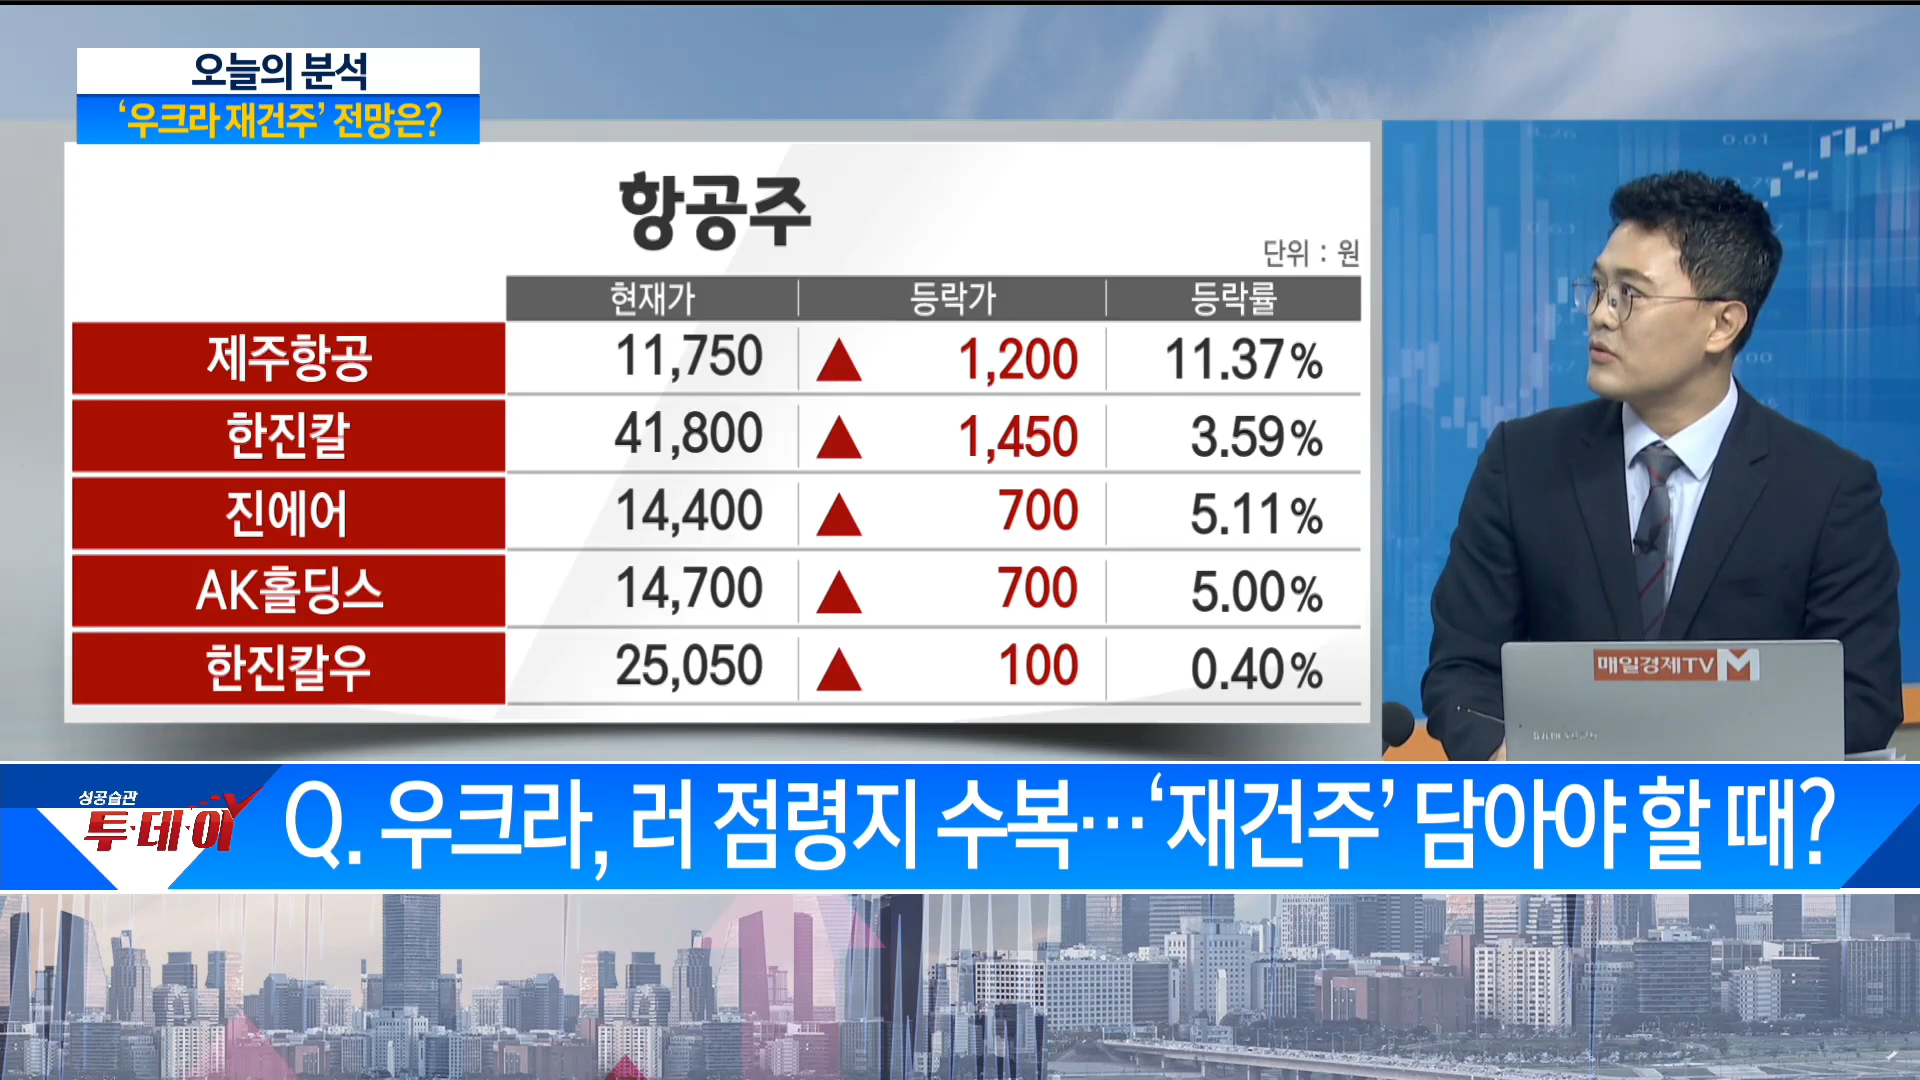 오늘의 분석
‘우크라 재건주’ 전망은?
항공주
단위 : 원
현재가 등락가 등락률
제주항공 11,750 ▲ 1,200 11.37%
한진칼 41,800 ▲ 1,450 3.59%
진에어 14,400 ▲ 700 5.11%
AK홀딩스 14,700 ▲ 700 5.00%
한진칼우 25,050 ▲ 100 0.40%
매일경제TV M
성공습관
투·데이
Q. 우크라, 러 점령지 수복…‘재건주’ 담아야 할 때?